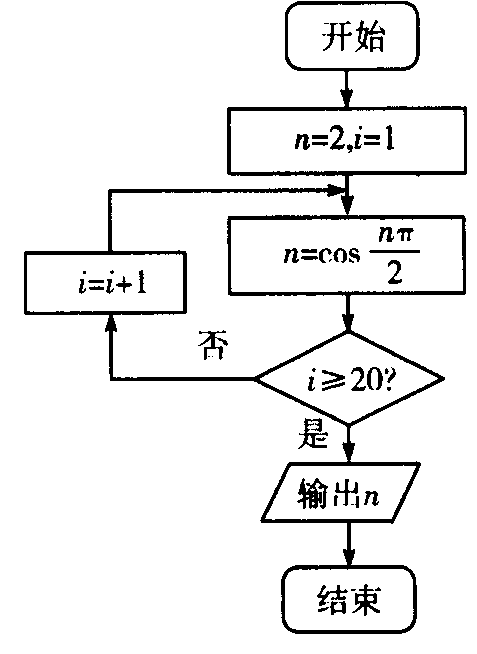 开始
n=2,i=1
n=cos nπ/2
i=i+1
否
i≥20?
是
输出n
结束